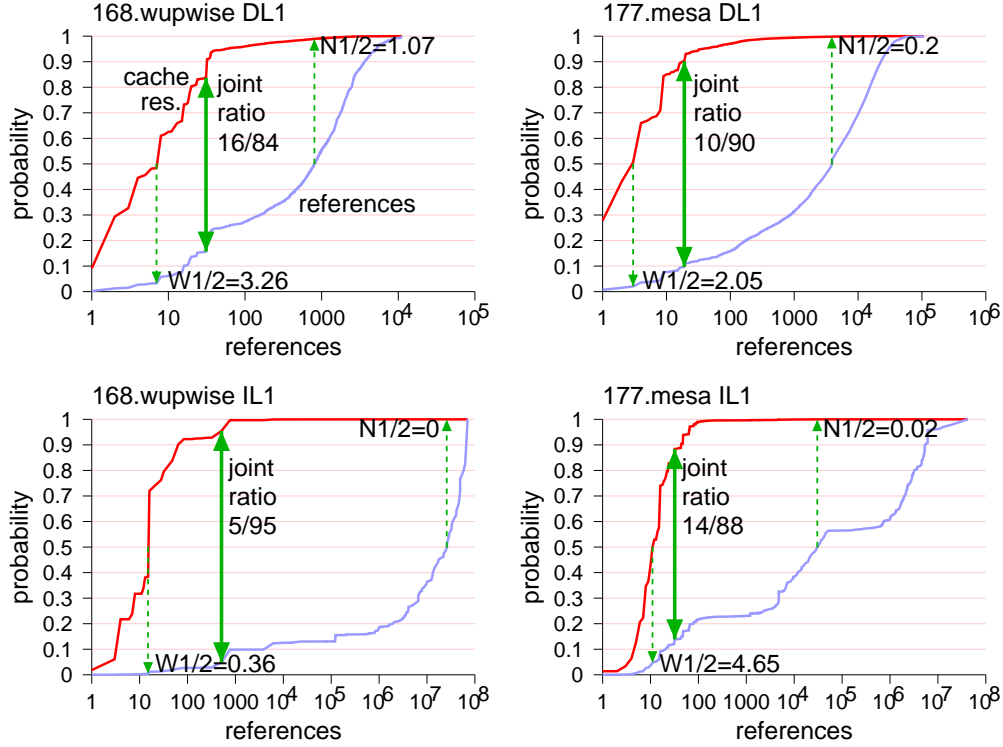 168.wupwise DL1
probability
1
0.9
0.8
0.7
0.6
0.5
0.4
0.3
0.2
0.1
0
cache
res.
joint
ratio
16/84
N1/2=1.07
references
W1/2=3.26
1 10 100 1000 10^4 10^5
references
177.mesa DL1
probability
1
0.9
0.8
0.7
0.6
0.5
0.4
0.3
0.2
0.1
0
joint
ratio
10/90
N1/2=0.2
W1/2=2.05
1 10 100 1000 10^4 10^5 10^6
references
168.wupwise IL1
probability
1
0.9
0.8
0.7
0.6
0.5
0.4
0.3
0.2
0.1
0
N1/2=0
joint
ratio
5/95
W1/2=0.36
1 10 100 1000 10^4 10^5 10^6 10^7 10^8
references
177.mesa IL1
probability
1
0.9
0.8
0.7
0.6
0.5
0.4
0.3
0.2
0.1
0
N1/2=0.02
joint
ratio
14/88
W1/2=4.65
1 10 100 1000 10^4 10^5 10^6 10^7 10^8
references